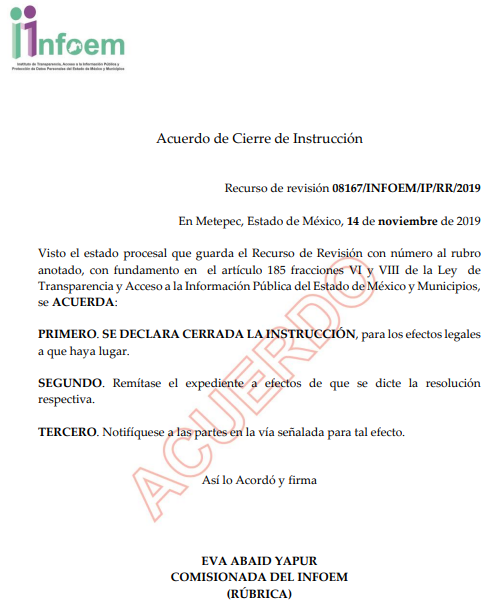 infoem
Instituto de Transparencia, Acceso a la Información Pública y
Protección de Datos Personales del Estado de México y Municipios
Acuerdo de Cierre de Instrucción
Recurso de revisión 08167/INFOEM/IP/RR/2019
En Metepec, Estado de México, 14 de noviembre de 2019
Visto el estado procesal que guarda el Recurso de Revisión con número al rubro
anotado, con fundamento en el artículo 185 fracciones VI y VIII de la Ley de
Transparencia y Acceso a la Información Pública del Estado de México y Municipios,
se ACUERDA:
PRIMERO. SE DECLARA CERRADA LA INSTRUCCIÓN, para los efectos legales
a que haya lugar.
SEGUNDO. Remítase el expediente a efectos de que se dicte la resolución
respectiva.
TERCERO. Notifíquese a las partes en la vía señalada para tal efecto.
ACUERDO
Así lo Acordó y firma
EVA ABAID YAPUR
COMISIONADA DEL INFOEM
(RÚBRICA)